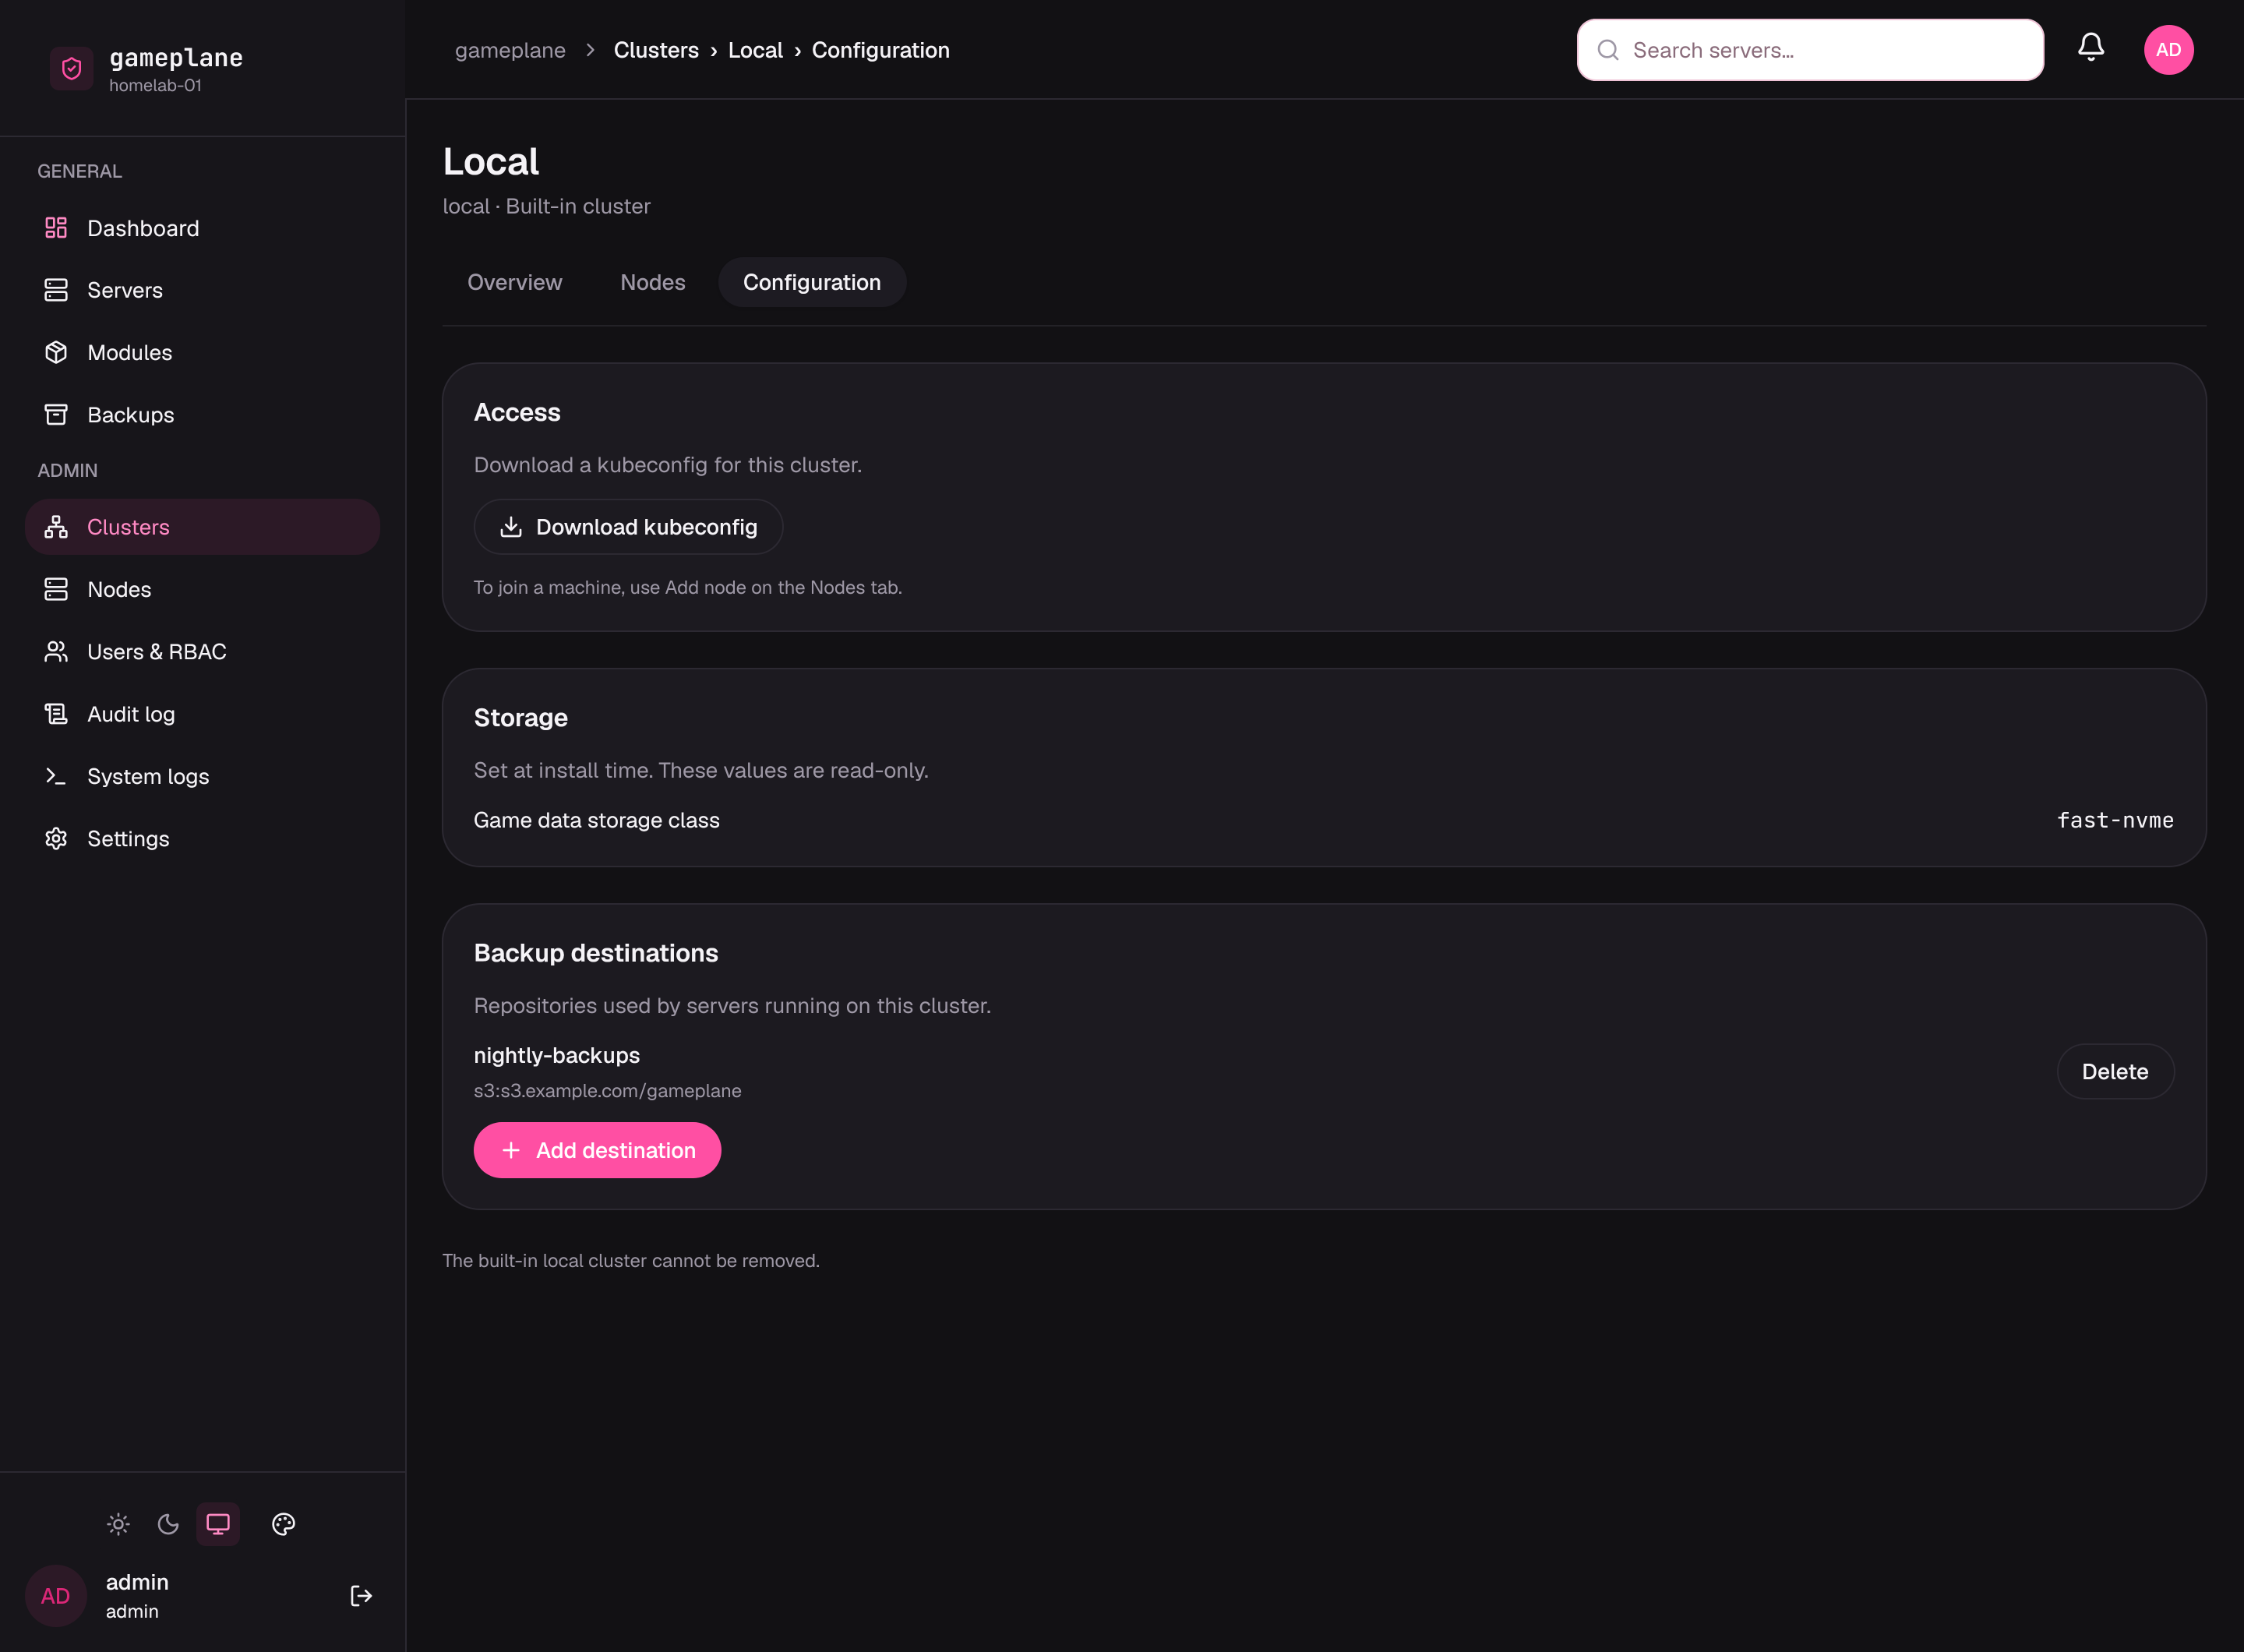 gameplane
homelab-01
GENERAL
Dashboard
Servers
Modules
Backups
ADMIN
Clusters
Nodes
Users & RBAC
Audit log
System logs
Settings
AD
admin
admin
gameplane > Clusters › Local › Configuration
Search servers...
AD
Local
local · Built-in cluster
Overview
Nodes
Configuration
Access
Download a kubeconfig for this cluster.
Download kubeconfig
To join a machine, use Add node on the Nodes tab.
Storage
Set at install time. These values are read-only.
Game data storage class
fast-nvme
Backup destinations
Repositories used by servers running on this cluster.
nightly-backups
s3:s3.example.com/gameplane
Delete
Add destination
The built-in local cluster cannot be removed.